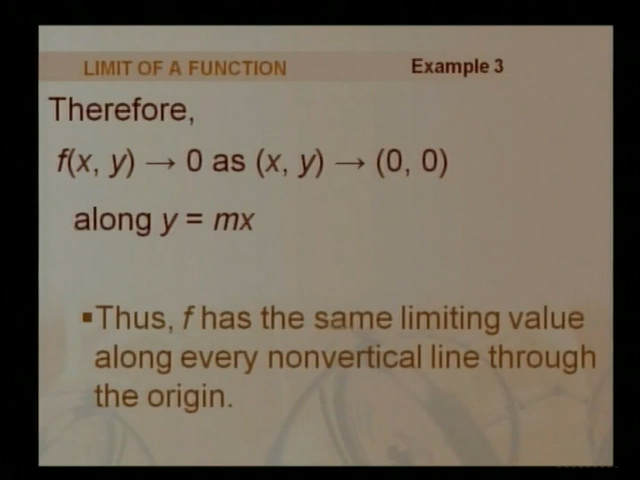 LIMIT OF A FUNCTION
Example 3
Therefore,
f(x, y) → 0 as (x, y) → (0, 0)
along y = mx
▪Thus, f has the same limiting value
along every nonvertical line through
the origin.